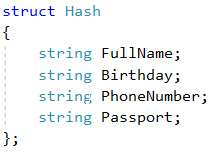 struct Hash
{
    string FullName;
    string Birthday;
    string PhoneNumber;
    string Passport;
};